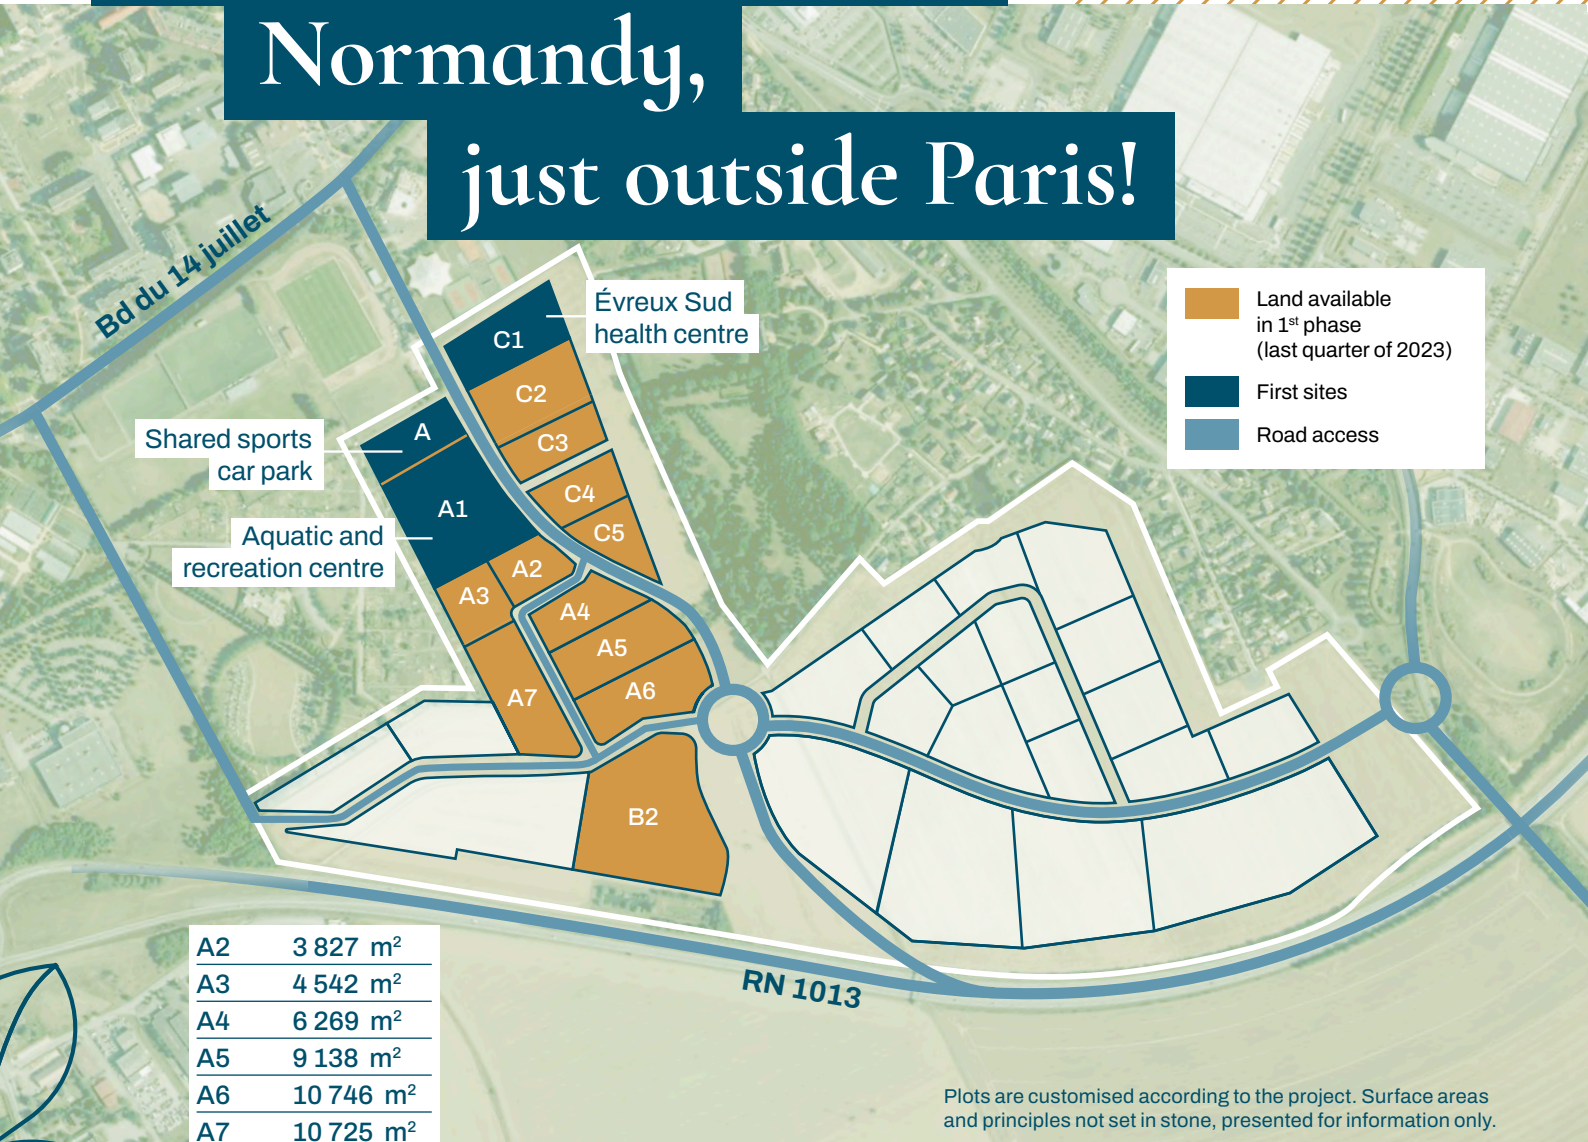 Normandy,
just outside Paris!
Bd du 14 juillet
Évreux Sud
health centre
Land available
in 1st phase
(last quarter of 2023)
First sites
Road access
Shared sports
car park
Aquatic and
recreation centre
C1
C2
C3
C4
C5
A
A1
A2
A3
A4
A5
A6
A7
B2
RN 1013
A2 3 827 m²
A3 4 542 m²
A4 6 269 m²
A5 9 138 m²
A6 10 746 m²
A7 10 725 m²
Plots are customised according to the project. Surface areas
and principles not set in stone, presented for information only.